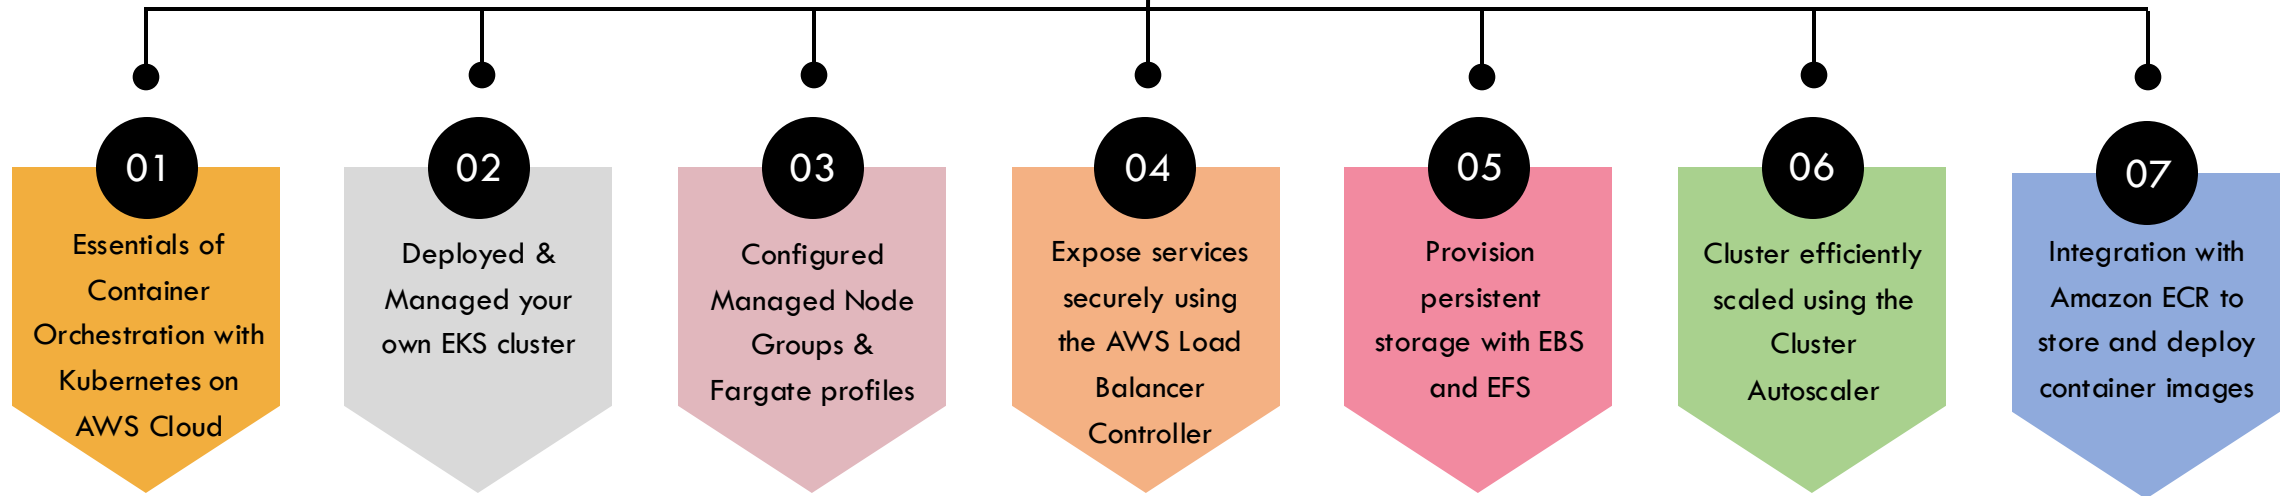 01
Essentials of
Container
Orchestration with
Kubernetes on
AWS Cloud
02
Deployed &
Managed your
own EKS cluster
03
Configured
Managed Node
Groups &
Fargate profiles
04
Expose services
securely using
the AWS Load
Balancer
Controller
05
Provision
persistent
storage with EBS
and EFS
06
Cluster efficiently
scaled using the
Cluster
Autoscaler
07
Integration with
Amazon ECR to
store and deploy
container images